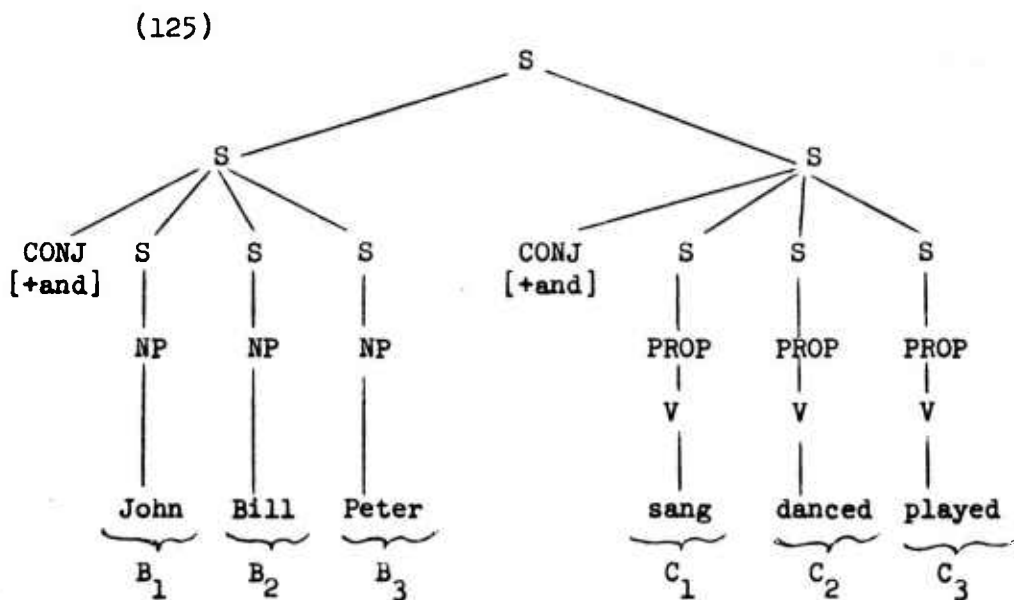 (125)
S
S S
CONJ S S S CONJ S S S
[+and] [+and]
NP NP NP PROP PROP PROP
V V V
John Bill Peter sang danced played
B1 B2 B3 C1 C2 C3